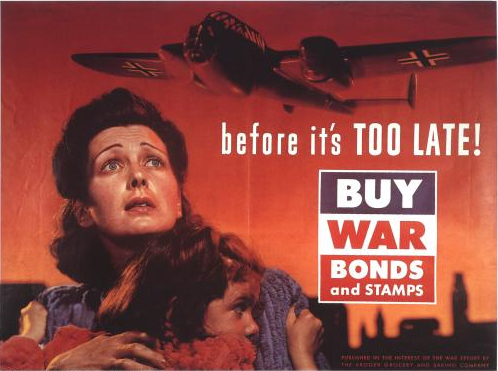 before it's TOO LATE!
BUY
WAR
BONDS
and STAMPS
PUBLISHED IN THE INTEREST OF THE WAR EFFORT BY
THE KROGER GROCERY AND BAKING COMPANY